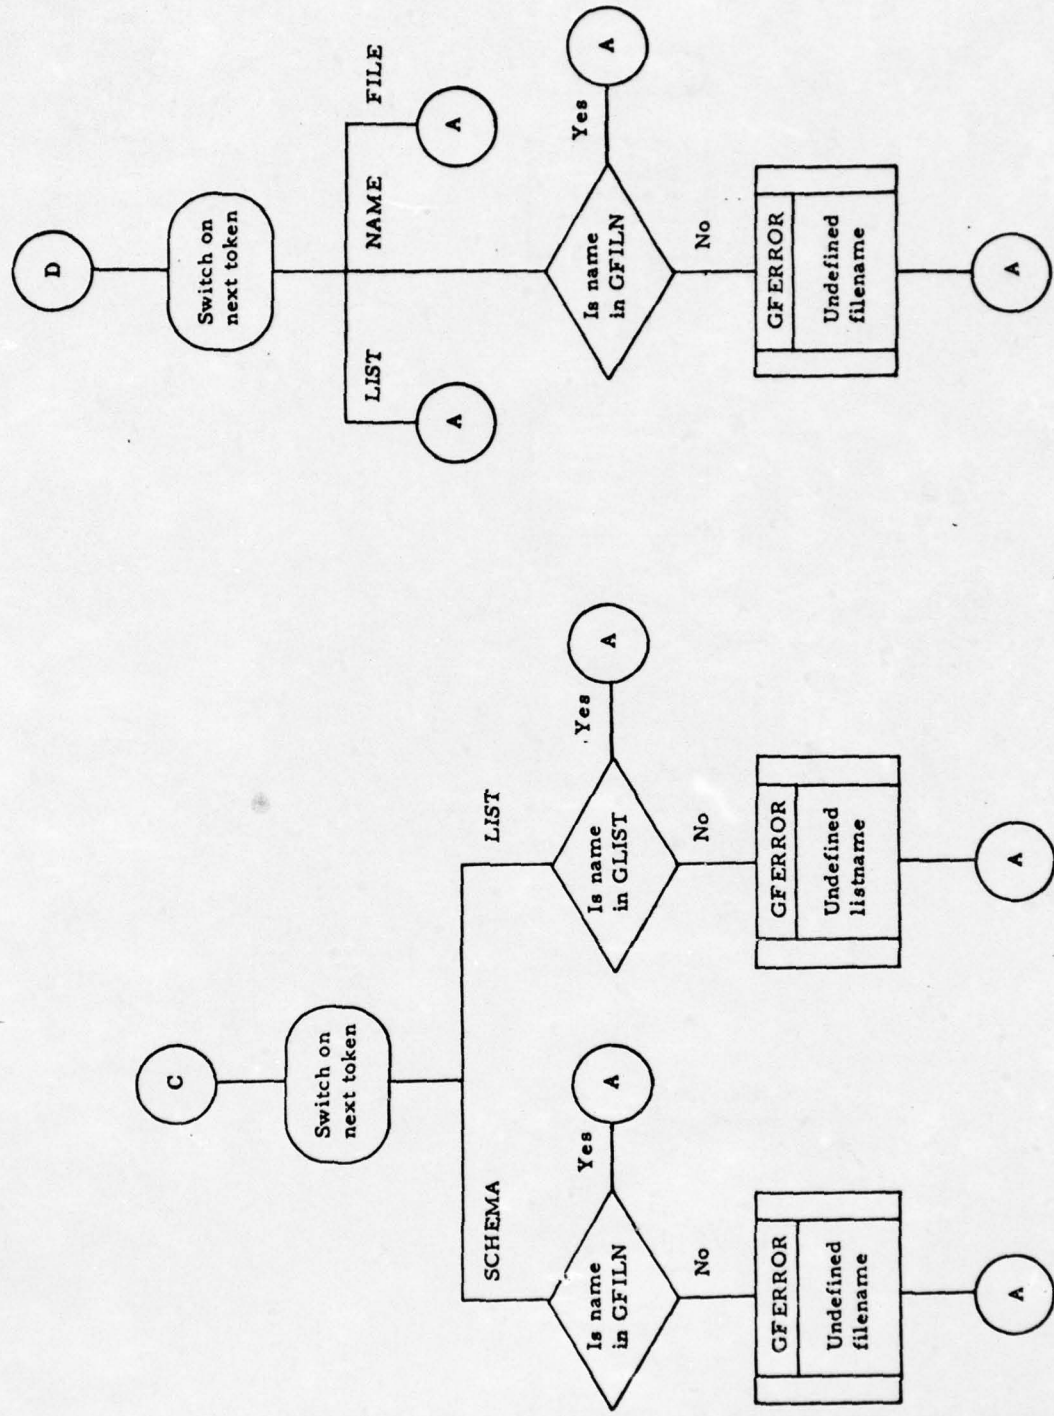 C
Switch on
next token
SCHEMA
LIST
Is name
in GFILN
Yes
A
No
GFERROR
Undefined
filename
A
Is name
in GLIST
Yes
A
No
GFERROR
Undefined
listname
A
D
Switch on
next token
LIST
NAME
FILE
A
A
Is name
in GFILN
Yes
A
No
GFERROR
Undefined
filename
A